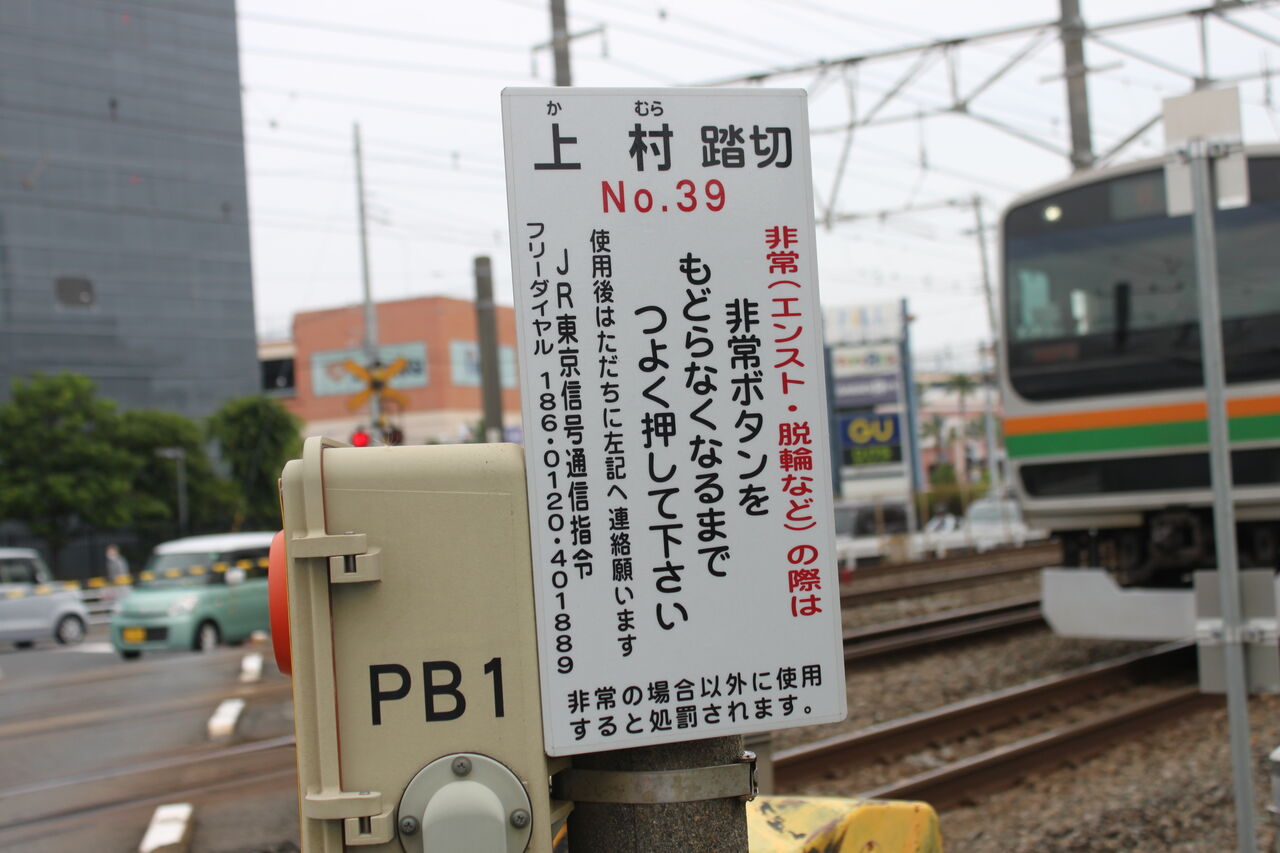 か むら
上 村 踏切
No.39
非常(エンスト・脱輪など)の際は
非常ボタンを
もどらなくなるまで
つよく押して下さい
使用後はただちに左記へ連絡願います
JR東京信号通信指令
フリーダイヤル 186.0120.401889
非常の場合以外に使用
すると処罰されます。
PB1
GU